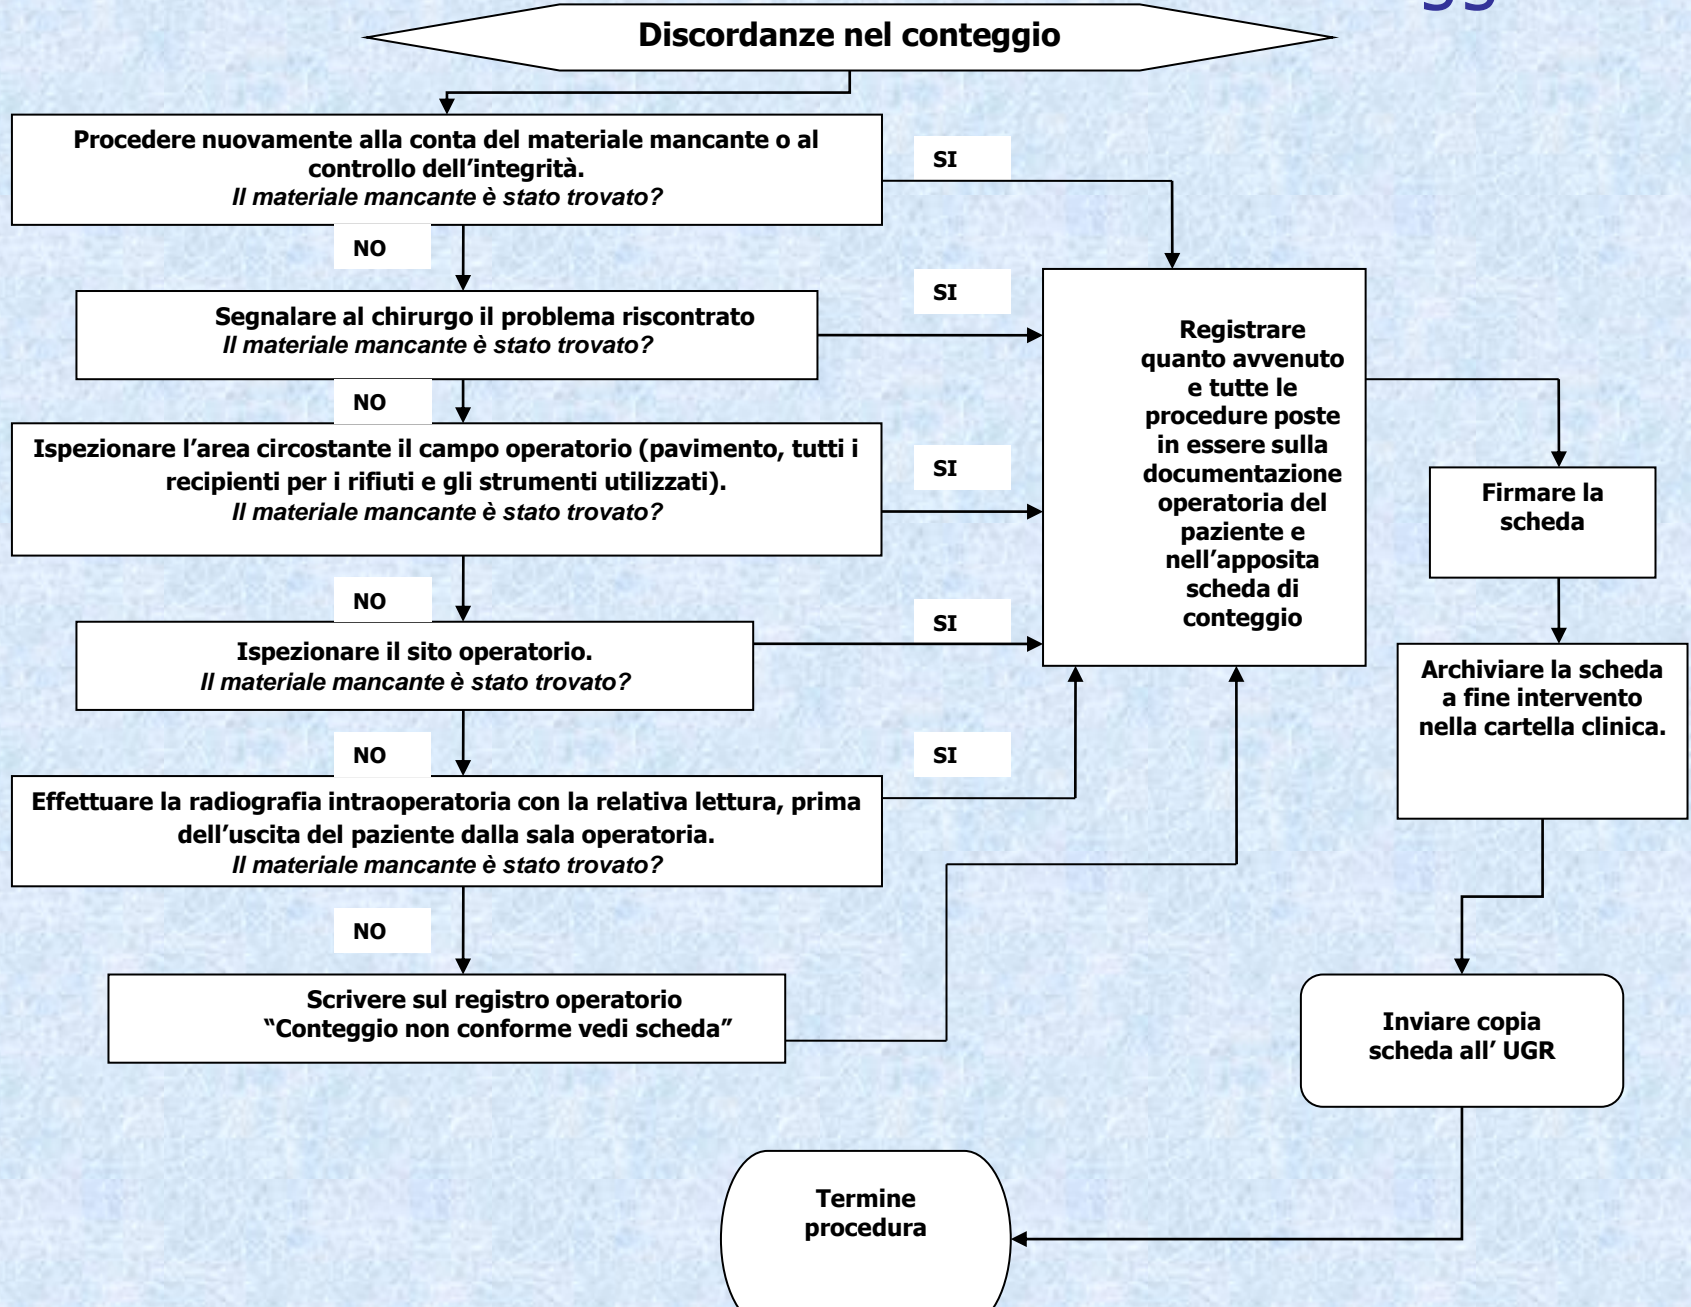 Discordanze nel conteggio
Procedere nuovamente alla conta del materiale mancante o al
controllo dell’integrità.
Il materiale mancante è stato trovato?
SI
NO
Segnalare al chirurgo il problema riscontrato
Il materiale mancante è stato trovato?
SI
NO
Ispezionare l’area circostante il campo operatorio (pavimento, tutti i
recipienti per i rifiuti e gli strumenti utilizzati).
Il materiale mancante è stato trovato?
SI
NO
Ispezionare il sito operatorio.
Il materiale mancante è stato trovato?
SI
NO
Effettuare la radiografia intraoperatoria con la relativa lettura, prima
dell’uscita del paziente dalla sala operatoria.
Il materiale mancante è stato trovato?
SI
NO
Scrivere sul registro operatorio
“Conteggio non conforme vedi scheda”
Registrare
quanto avvenuto
e tutte le
procedure poste
in essere sulla
documentazione
operatoria del
paziente e
nell’apposita
scheda di
conteggio
Firmare la
scheda
Archiviare la scheda
a fine intervento
nella cartella clinica.
Inviare copia
scheda all’ UGR
Termine
procedura